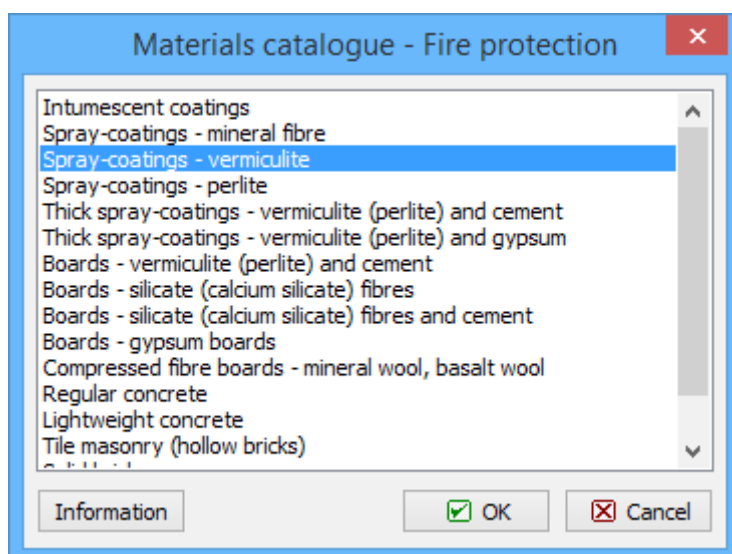 Materials catalogue - Fire protection
Intumescent coatings
Spray-coatings - mineral fibre
Spray-coatings - vermiculite
Spray-coatings - perlite
Thick spray-coatings - vermiculite (perlite) and cement
Thick spray-coatings - vermiculite (perlite) and gypsum
Boards - vermiculite (perlite) and cement
Boards - silicate (calcium silicate) fibres
Boards - silicate (calcium silicate) fibres and cement
Boards - gypsum boards
Compressed fibre boards - mineral wool, basalt wool
Regular concrete
Lightweight concrete
Tile masonry (hollow bricks)
Information
OK
Cancel